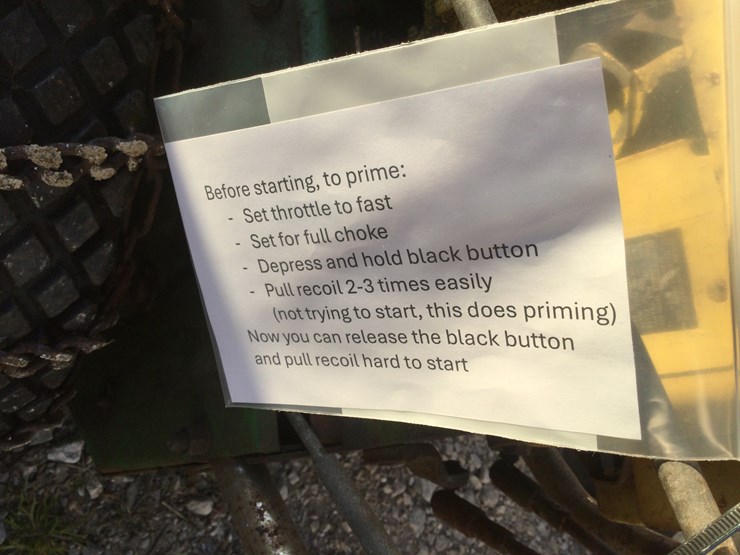 Before starting, to prime:
- Set throttle to fast
- Set for full choke
- Depress and hold black button
- Pull recoil 2-3 times easily
(not trying to start, this does priming)
Now you can release the black button
and pull recoil hard to start